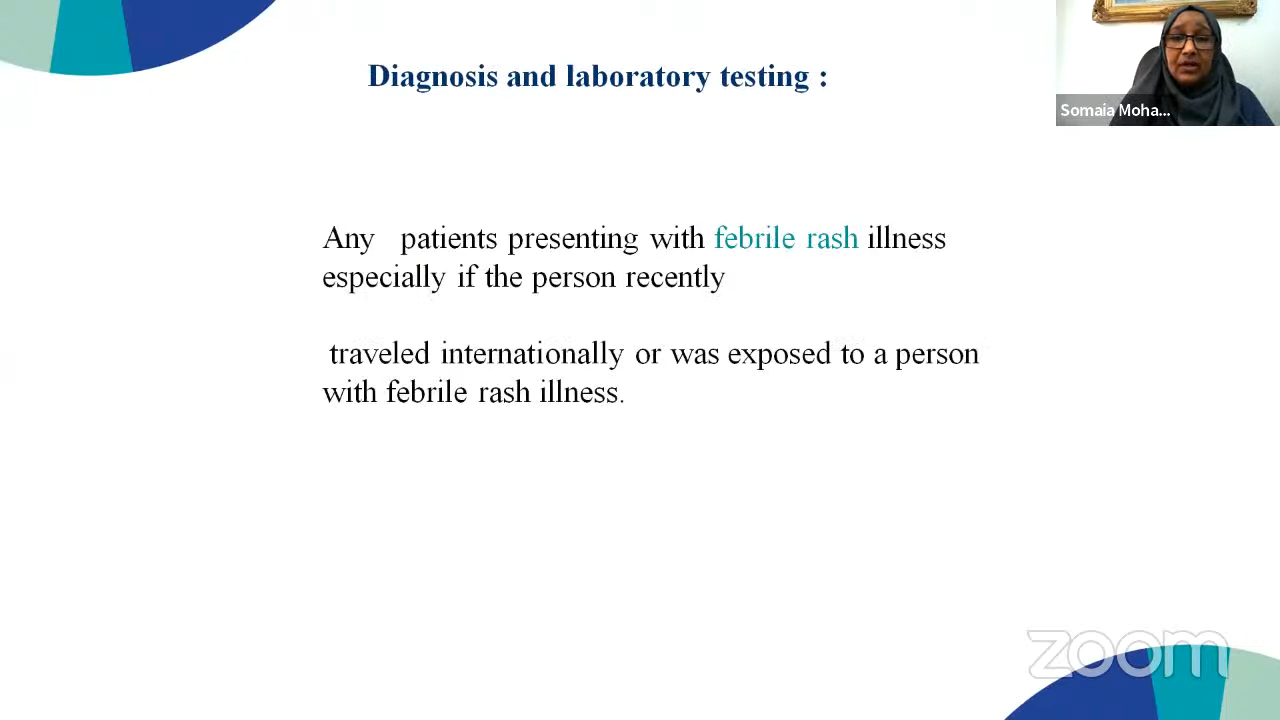 Diagnosis and laboratory testing :
Somaia Moha...
Any patients presenting with febrile rash illness
especially if the person recently
traveled internationally or was exposed to a person
with febrile rash illness.
zoom